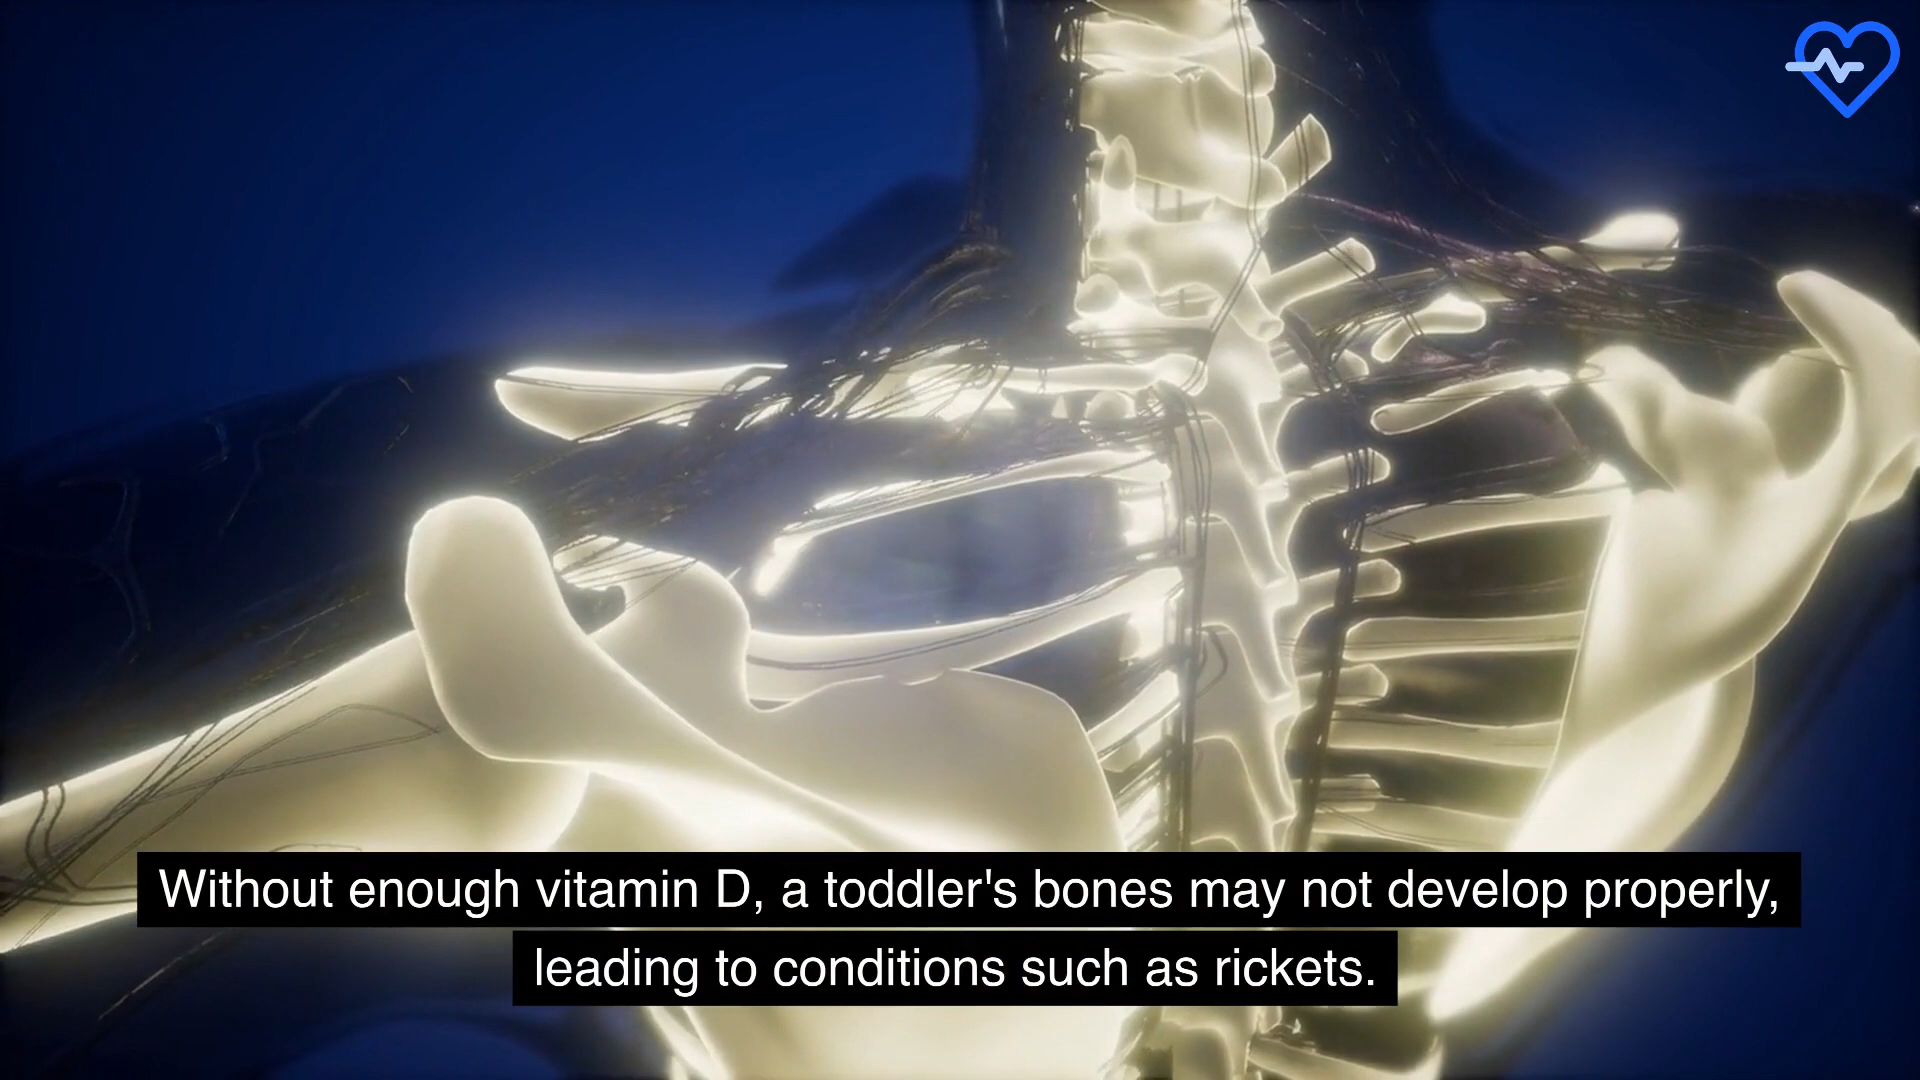 Without enough vitamin D, a toddler's bones may not develop properly,
leading to conditions such as rickets.